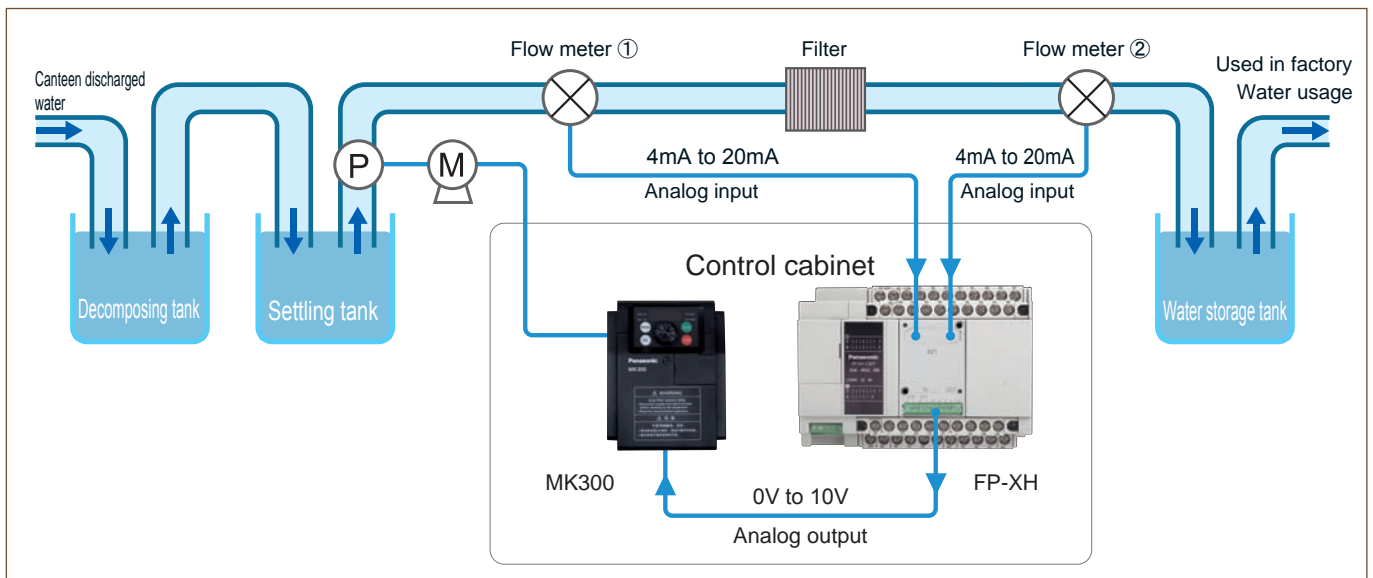 Flow meter ①
Filter
Flow meter ②
Canteen discharged
water
Used in factory
Water usage
P
M
4mA to 20mA
Analog input
4mA to 20mA
Analog input
Control cabinet
Decomposing tank
Settling tank
Water storage tank
Panasonic
MK300
WARNING
Panasonic
MK300
FP-XH
0V to 10V
Analog output